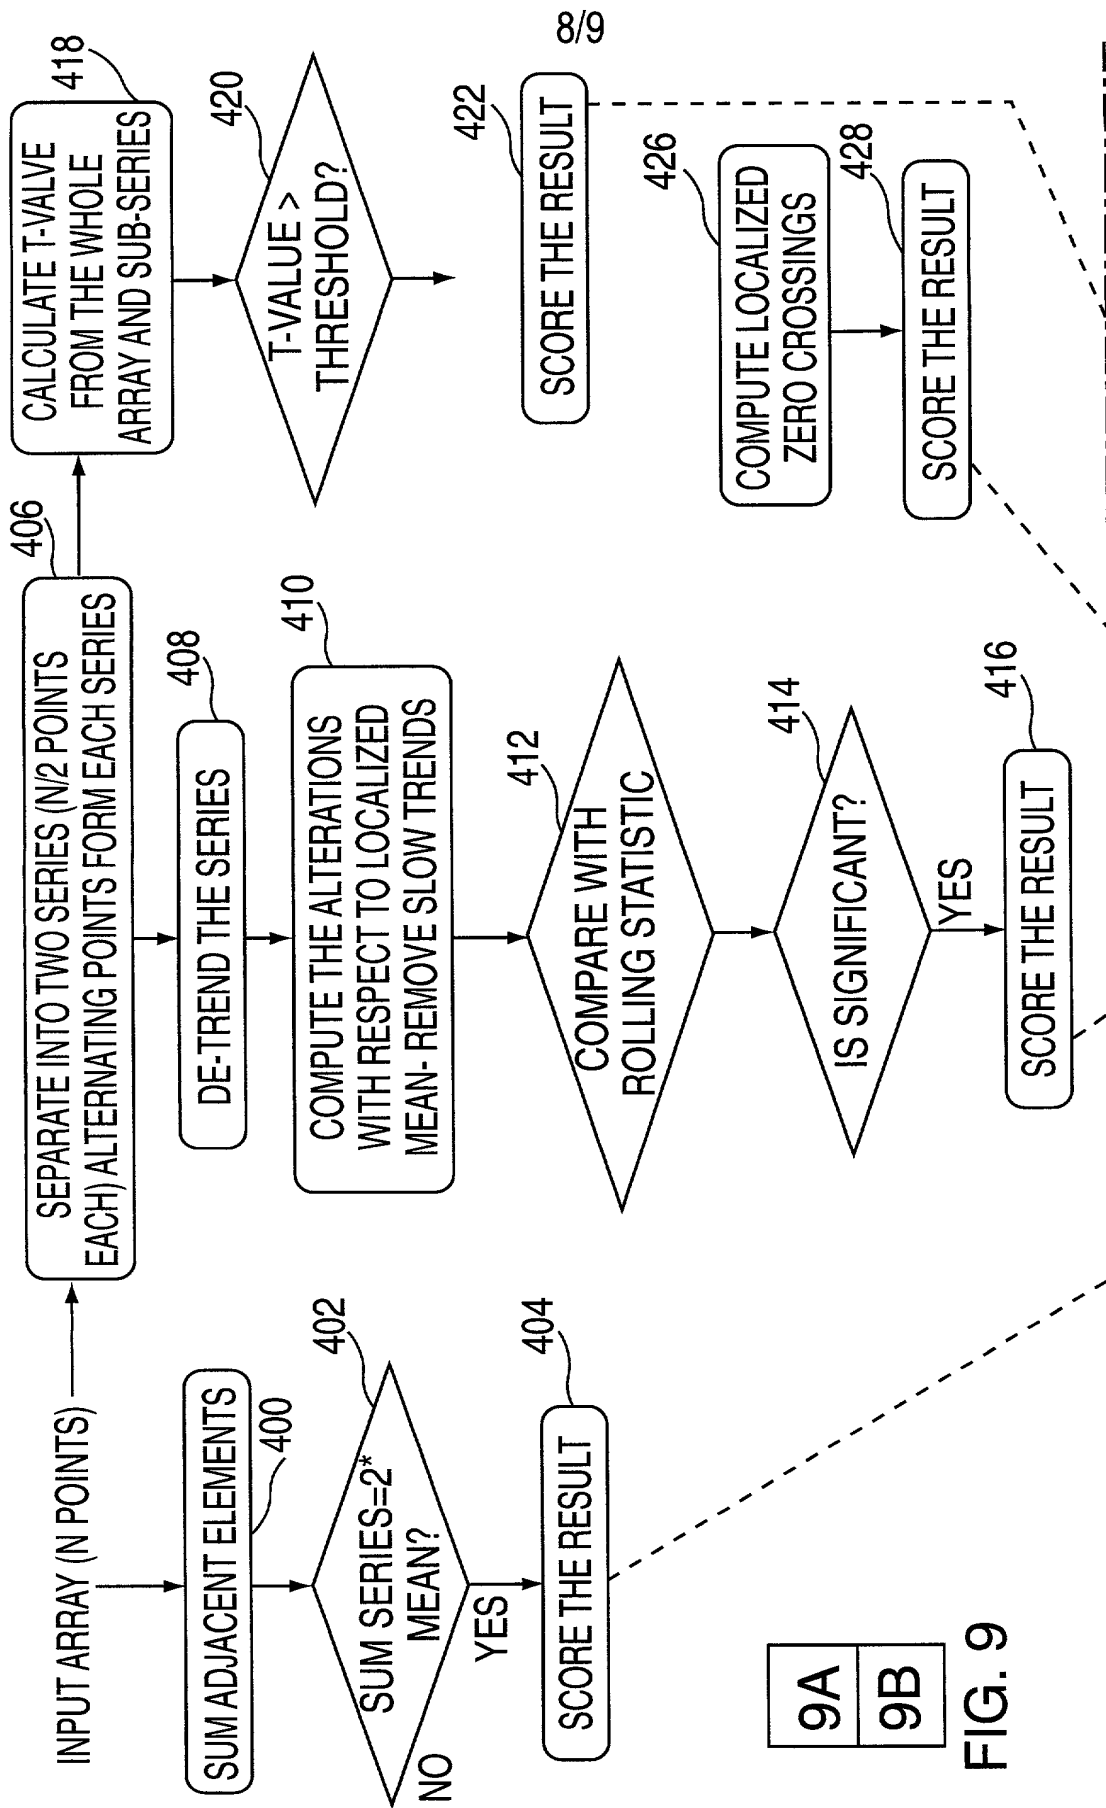 8/9
INPUT ARRAY (N POINTS)
SUM ADJACENT ELEMENTS
400
SUM SERIES=2*
MEAN?
402
NO
YES
SCORE THE RESULT
404
SEPARATE INTO TWO SERIES (N/2 POINTS
EACH) ALTERNATING POINTS FORM EACH SERIES
406
DE-TREND THE SERIES
408
COMPUTE THE ALTERATIONS
WITH RESPECT TO LOCALIZED
MEAN- REMOVE SLOW TRENDS
410
COMPARE WITH
ROLLING STATISTIC
412
IS SIGNIFICANT?
414
YES
SCORE THE RESULT
416
CALCULATE T-VALVE
FROM THE WHOLE
ARRAY AND SUB-SERIES
418
T-VALUE >
THRESHOLD?
420
SCORE THE RESULT
422
COMPUTE LOCALIZED
ZERO CROSSINGS
426
SCORE THE RESULT
428
9A
9B
FIG. 9